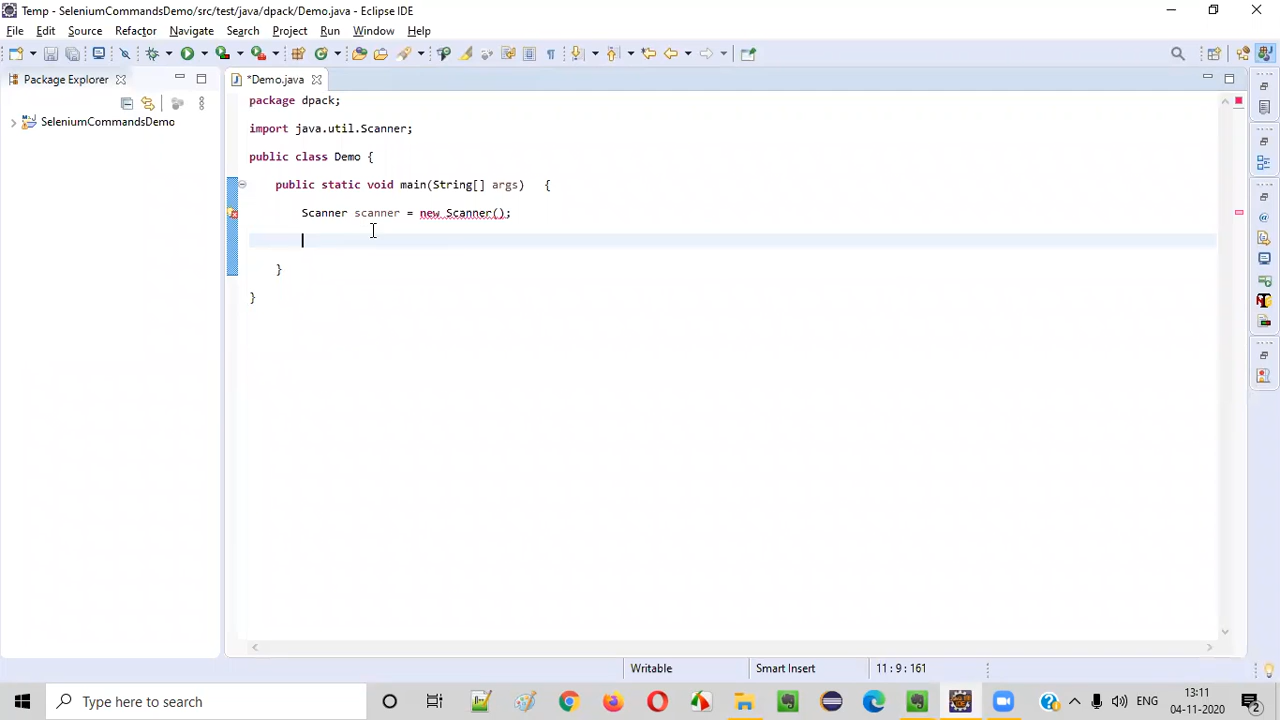 Temp - SeleniumCommandsDemo/src/test/java/dpack/Demo.java - Eclipse IDE
File Edit Source Refactor Navigate Search Project Run Window Help
Package Explorer
*Demo.java
SeleniumCommandsDemo
package dpack;
import java.util.Scanner;
public class Demo {
public static void main(String[] args) {
Scanner scanner = new Scanner();
}
}
Writable Smart Insert 11 : 9 : 161
Type here to search
ENG
13:11
04-11-2020
2